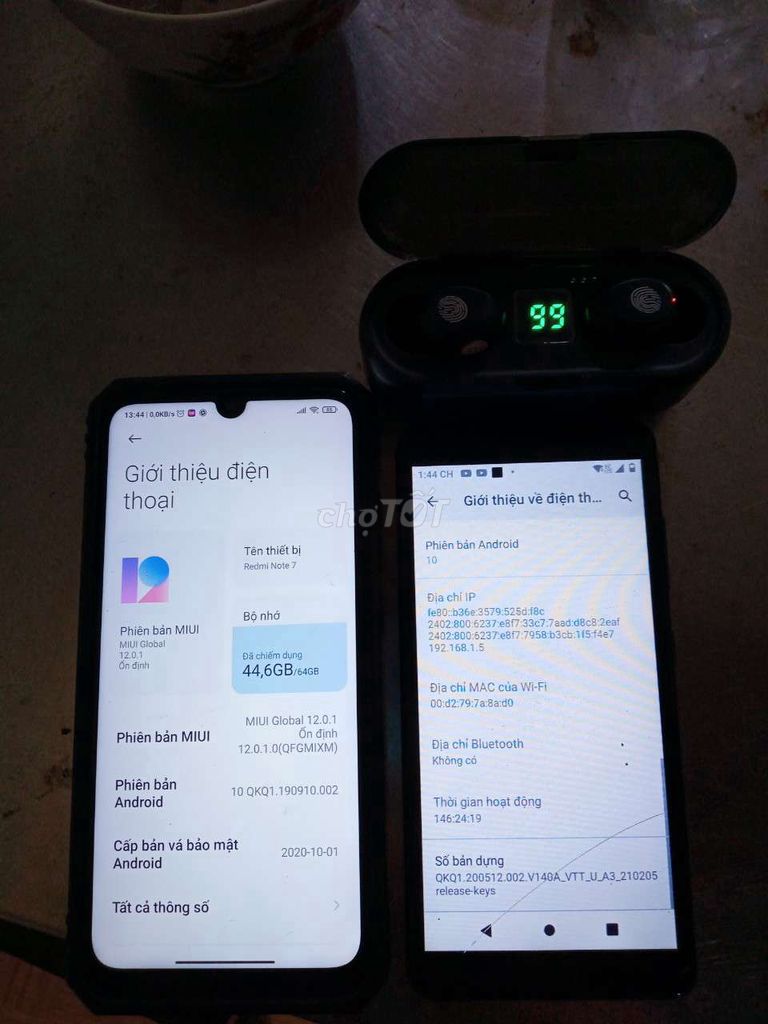 99
13:44 | 0,0KB/s
33
←
Giới thiệu điện
thoại
12
Tên thiết bị
Redmi Note 7
Phiên bản MIUI
MIUI Global
12.0.1
Ổn định
Bộ nhớ
Đã chiếm dụng
44,6GB/64GB
Phiên bản MIUI
MIUI Global 12.0.1
Ổn định
12.0.1.0(QFGMIXM)
Phiên bản
Android
10 QKQ1.190910.002
Cấp bản vá bảo mật
Android
2020-10-01
Tất cả thông số
chợTỐT
1:44 CH
Giới thiệu về điện th...
Phiên bản Android
10
Địa chỉ IP
fe80::b36e:3579:525d:f8c
2402:800:6237:e8f7:33c7:7aad:d8c8:2eaf
2402:800:6237:e8f7:7958:b3cb:1f5:f4e7
192.168.1.5
Địa chỉ MAC của Wi-Fi
00:d2:79:7a:8a:d0
Địa chỉ Bluetooth
Không có
Thời gian hoạt động
146:24:19
Số bản dựng
QKQ1.200512.002.V140A_VTT_U_A3_210205
release-keys